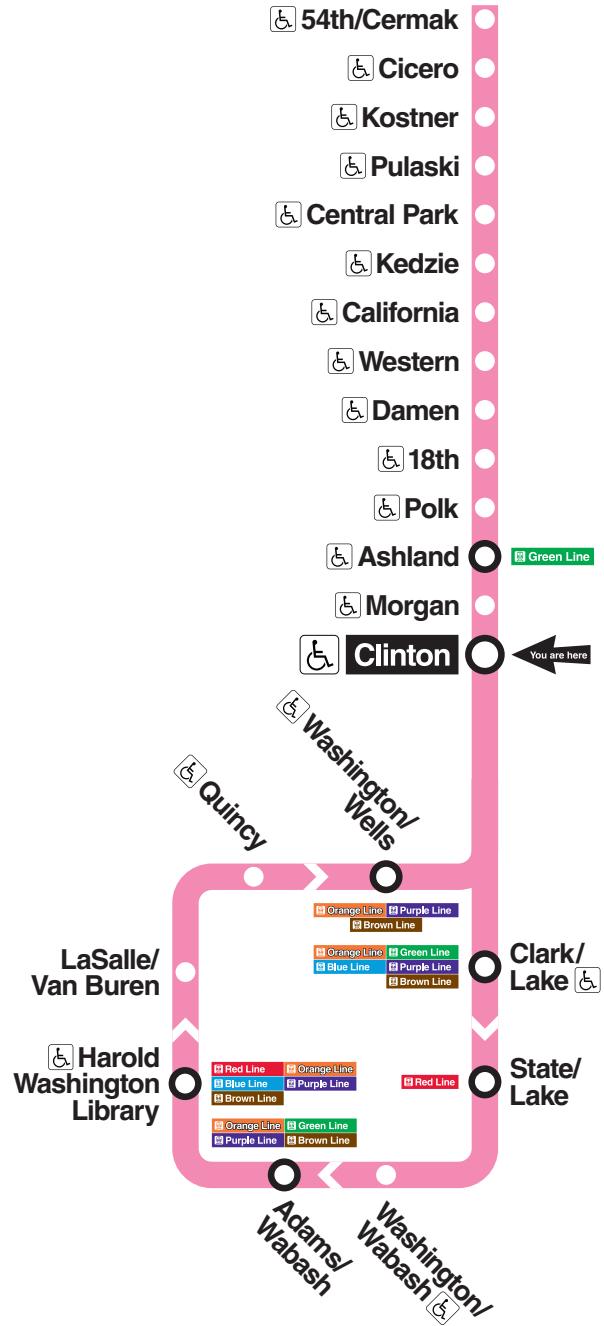 54th/Cermak
Cicero
Kostner
Pulaski
Central Park
Kedzie
California
Western
Damen
18th
Polk
Ashland
Green Line
Morgan
Clinton
You are here
Washington/
Wells
Quincy
Orange Line Purple Line
Brown Line
Orange Line Green Line
Blue Line Purple Line
Brown Line
Clark/
Lake
LaSalle/
Van Buren
Harold
Washington
Library
Red Line Orange Line
Blue Line Purple Line
Brown Line
Red Line
State/
Lake
Orange Line Green Line
Purple Line Brown Line
Adams/
Wabash
Washington/
Wabash